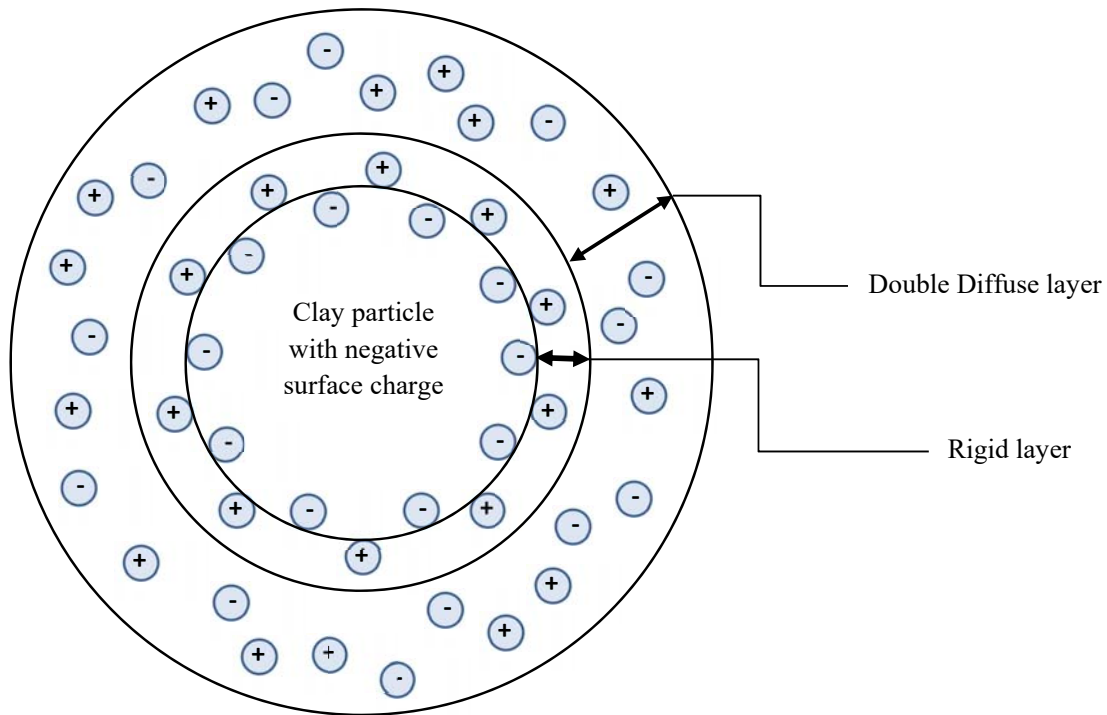 Clay particle
with negative
surface charge
Double Diffuse layer
Rigid layer